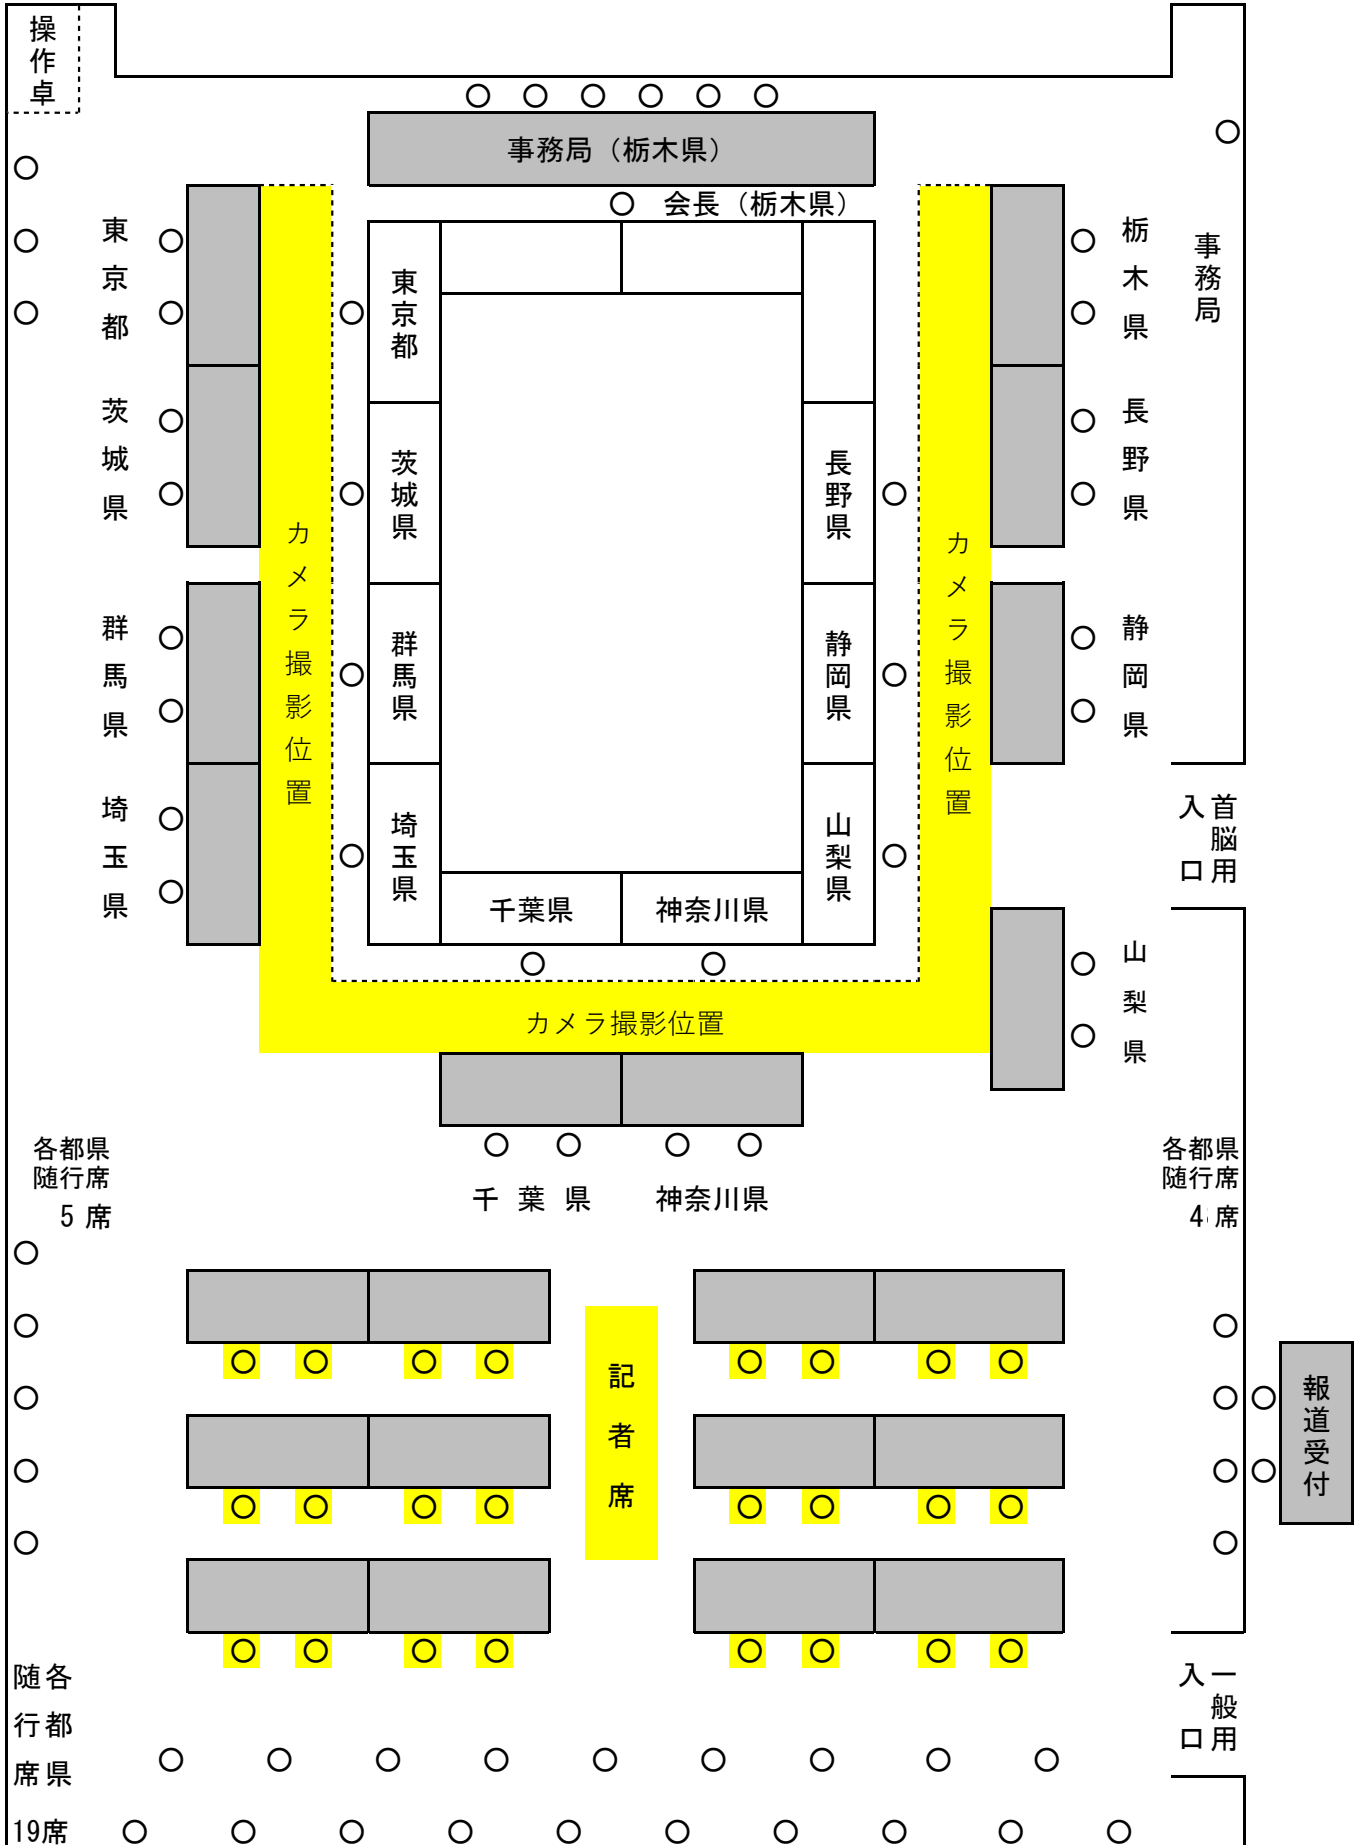 操作卓
事務局（栃木県）
会長（栃木県）
東京都
東京都
栃木県
事務局
茨城県
茨城県
長野県
長野県
カメラ撮影位置
カメラ撮影位置
群馬県
群馬県
静岡県
静岡県
埼玉県
埼玉県
山梨県
首脳用
入口
千葉県
神奈川県
山梨県
カメラ撮影位置
各都県
随行席
5 席
千葉県
神奈川県
各都県
随行席
4席
記者席
報道受付
各都県
随行席
19席
一般用
入口